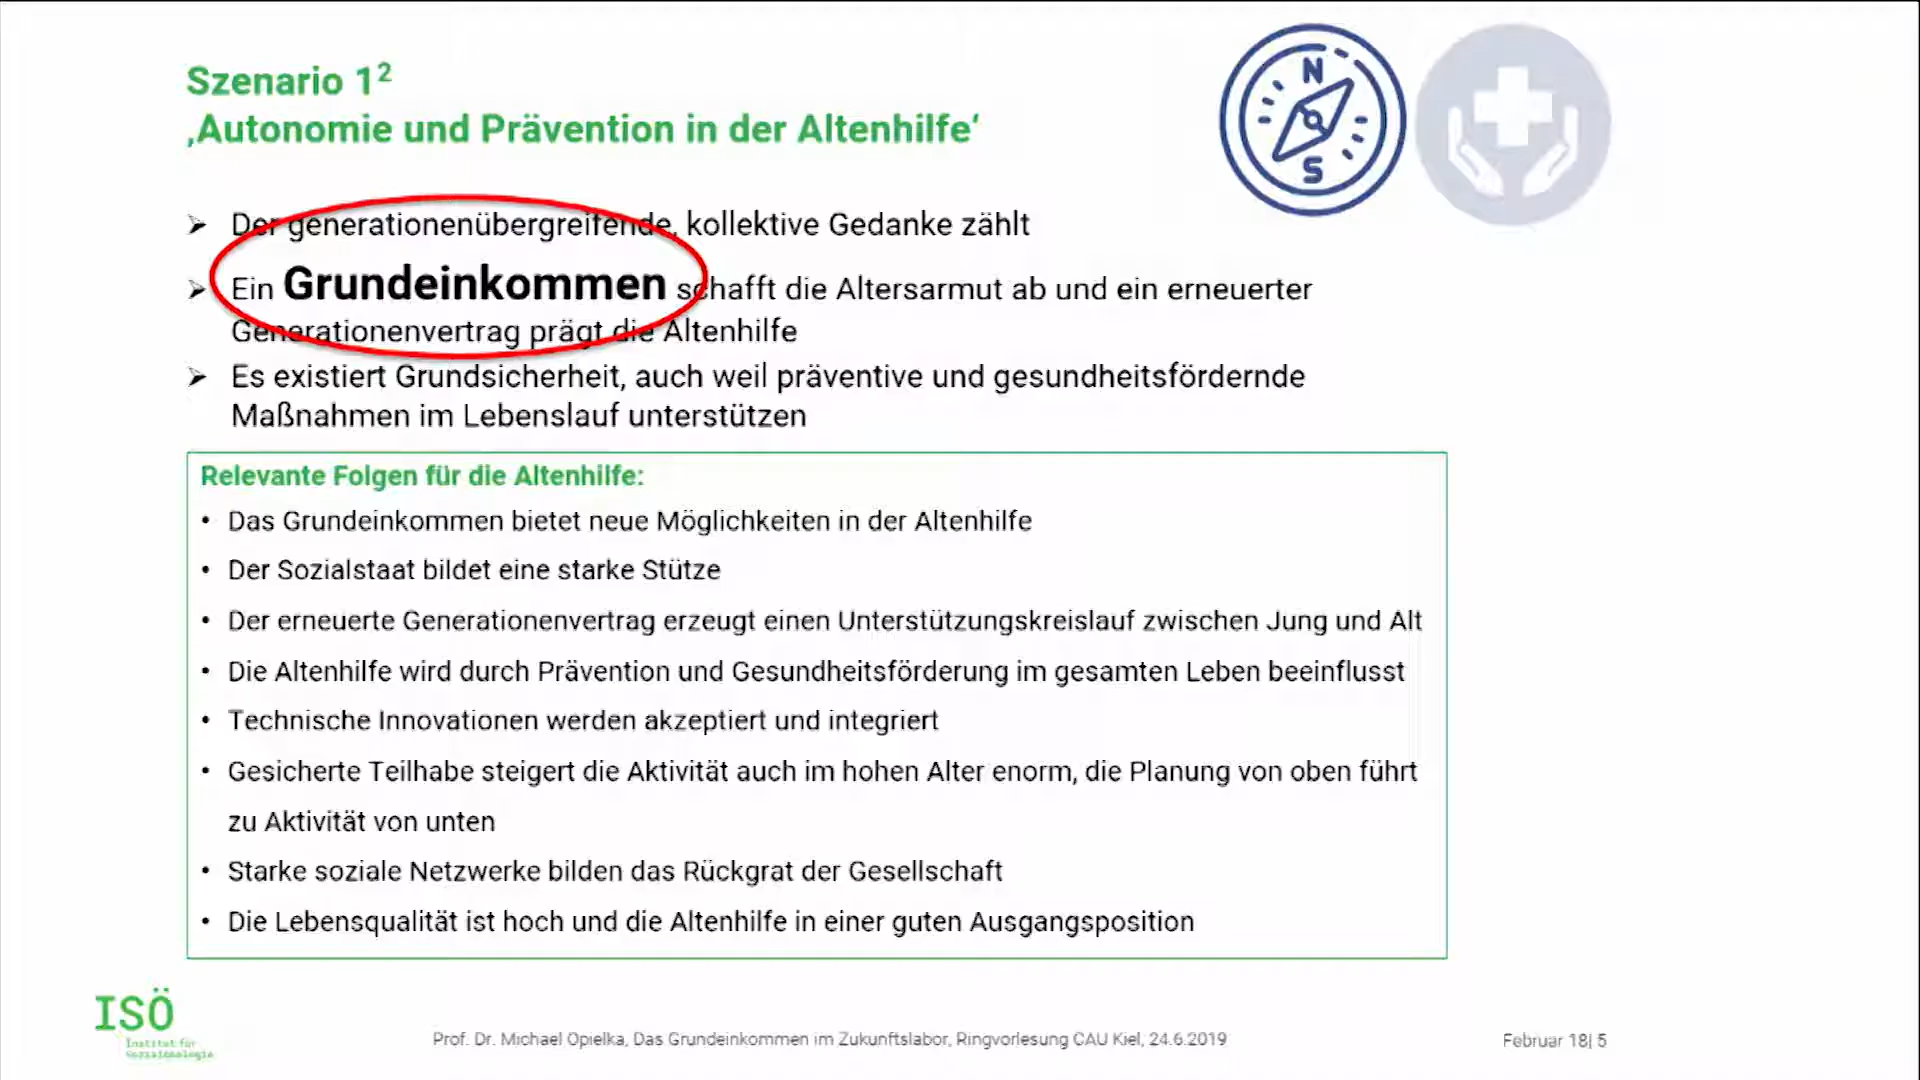 Szenario 1²
‚Autonomie und Prävention in der Altenhilfe‘
N
S
➢ Der generationenübergreifende, kollektive Gedanke zählt
➢ Ein Grundeinkommen schafft die Altersarmut ab und ein erneuerter
Generationenvertrag prägt die Altenhilfe
➢ Es existiert Grundsicherheit, auch weil präventive und gesundheitsfördernde
Maßnahmen im Lebenslauf unterstützen
Relevante Folgen für die Altenhilfe:
• Das Grundeinkommen bietet neue Möglichkeiten in der Altenhilfe
• Der Sozialstaat bildet eine starke Stütze
• Der erneuerte Generationenvertrag erzeugt einen Unterstützungskreislauf zwischen Jung und Alt
• Die Altenhilfe wird durch Prävention und Gesundheitsförderung im gesamten Leben beeinflusst
• Technische Innovationen werden akzeptiert und integriert
• Gesicherte Teilhabe steigert die Aktivität auch im hohen Alter enorm, die Planung von oben führt
zu Aktivität von unten
• Starke soziale Netzwerke bilden das Rückgrat der Gesellschaft
• Die Lebensqualität ist hoch und die Altenhilfe in einer guten Ausgangsposition
ISÖ
Institut für
Sozialökologie
Prof. Dr. Michael Opielka, Das Grundeinkommen im Zukunftslabor, Ringvorlesung CAU Kiel, 24.6.2019
Februar 18| 5